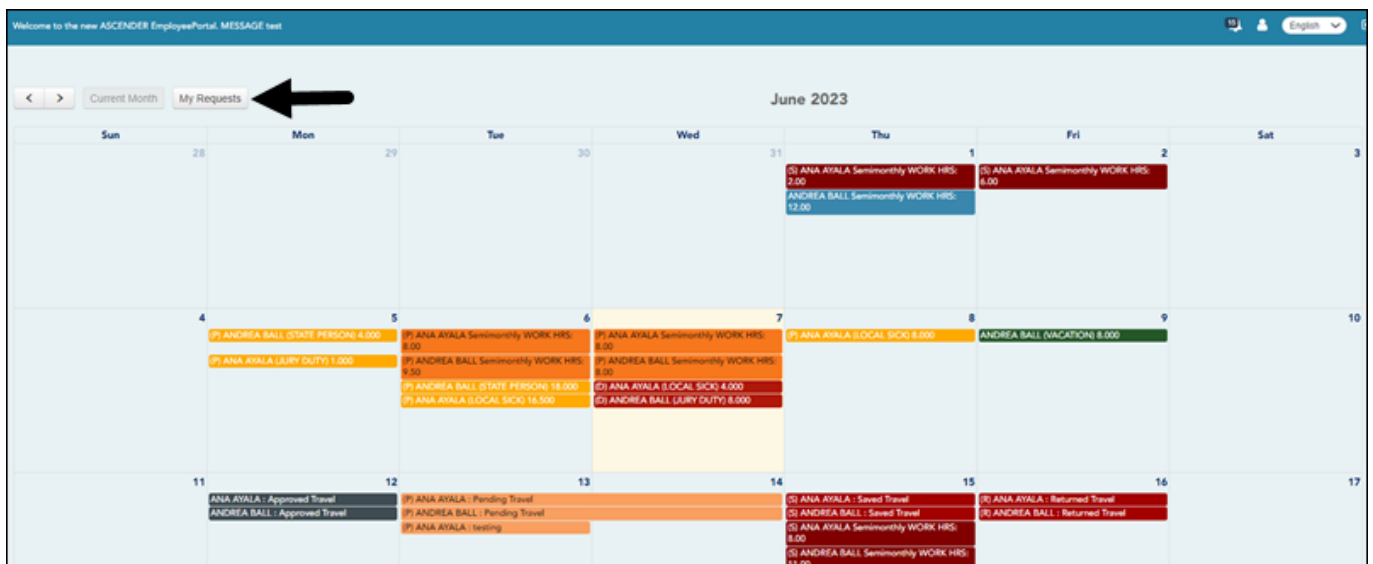 Welcome to the new ASCENDER EmployeePortal. MESSAGE test
15
English
Current Month
My Requests
June 2023
Sun Mon Tue Wed Thu Fri Sat
28 29 30 31 1 2 3
(S) ANA AYALA Semimonthly WORK HRS:
2.00
(S) ANA AYALA Semimonthly WORK HRS:
6.00
ANDREA BALL Semimonthly WORK HRS:
12.00
4 5 6 7 8 9 10
(P) ANDREA BALL (STATE PERSON) 4.000
(P) ANA AYALA (JURY DUTY) 1.000
(P) ANA AYALA Semimonthly WORK HRS:
8.00
(P) ANDREA BALL Semimonthly WORK HRS:
9.50
(P) ANDREA BALL (STATE PERSON) 18.000
(P) ANA AYALA (LOCAL SICK) 16.500
(P) ANA AYALA Semimonthly WORK HRS:
8.00
(P) ANDREA BALL Semimonthly WORK HRS:
8.00
(D) ANA AYALA (LOCAL SICK) 4.000
(D) ANDREA BALL (JURY DUTY) 8.000
(P) ANA AYALA (LOCAL SICK) 8.000
ANDREA BALL (VACATION) 8.000
11 12 13 14 15 16 17
ANA AYALA : Approved Travel
ANDREA BALL : Approved Travel
(P) ANA AYALA : Pending Travel
(P) ANDREA BALL : Pending Travel
(P) ANA AYALA : testing
(S) ANA AYALA : Saved Travel
(S) ANDREA BALL : Saved Travel
(S) ANA AYALA Semimonthly WORK HRS:
8.00
(S) ANDREA BALL Semimonthly WORK HRS:
11.00
(R) ANA AYALA : Returned Travel
(R) ANDREA BALL : Returned Travel